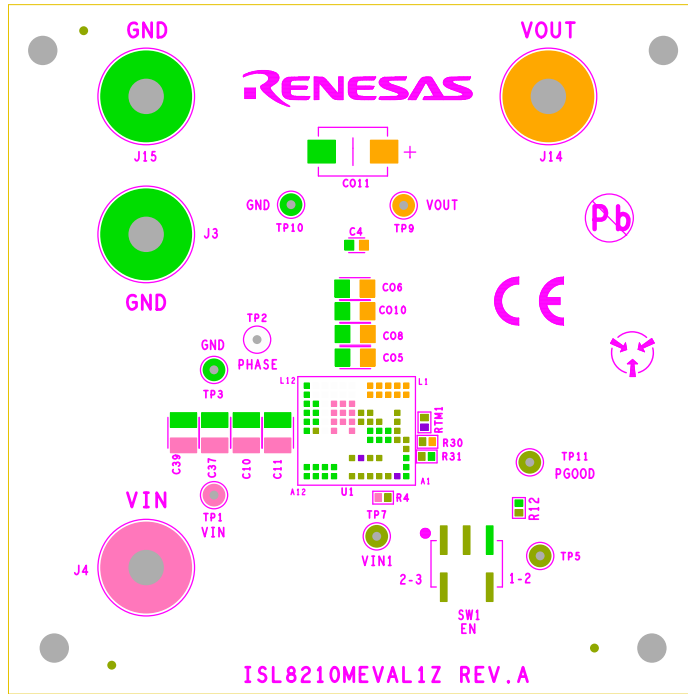 GND
VOUT
RENESAS
J15
J14
+
CO11
GND
TP10
TP9
VOUT
J3
C4
Pb
GND
CO6
CO10
CO8
CO5
CE
TP2
PHASE
GND
TP3
L12
L1
RTM1
R30
R31
C39
C37
C10
C11
A12
U1
A1
TP11
PGOOD
VIN
TP1
VIN
R4
TP7
VIN1
R12
J4
TP5
2-3
1-2
SW1
EN
ISL8210MEVAL1Z REV.A